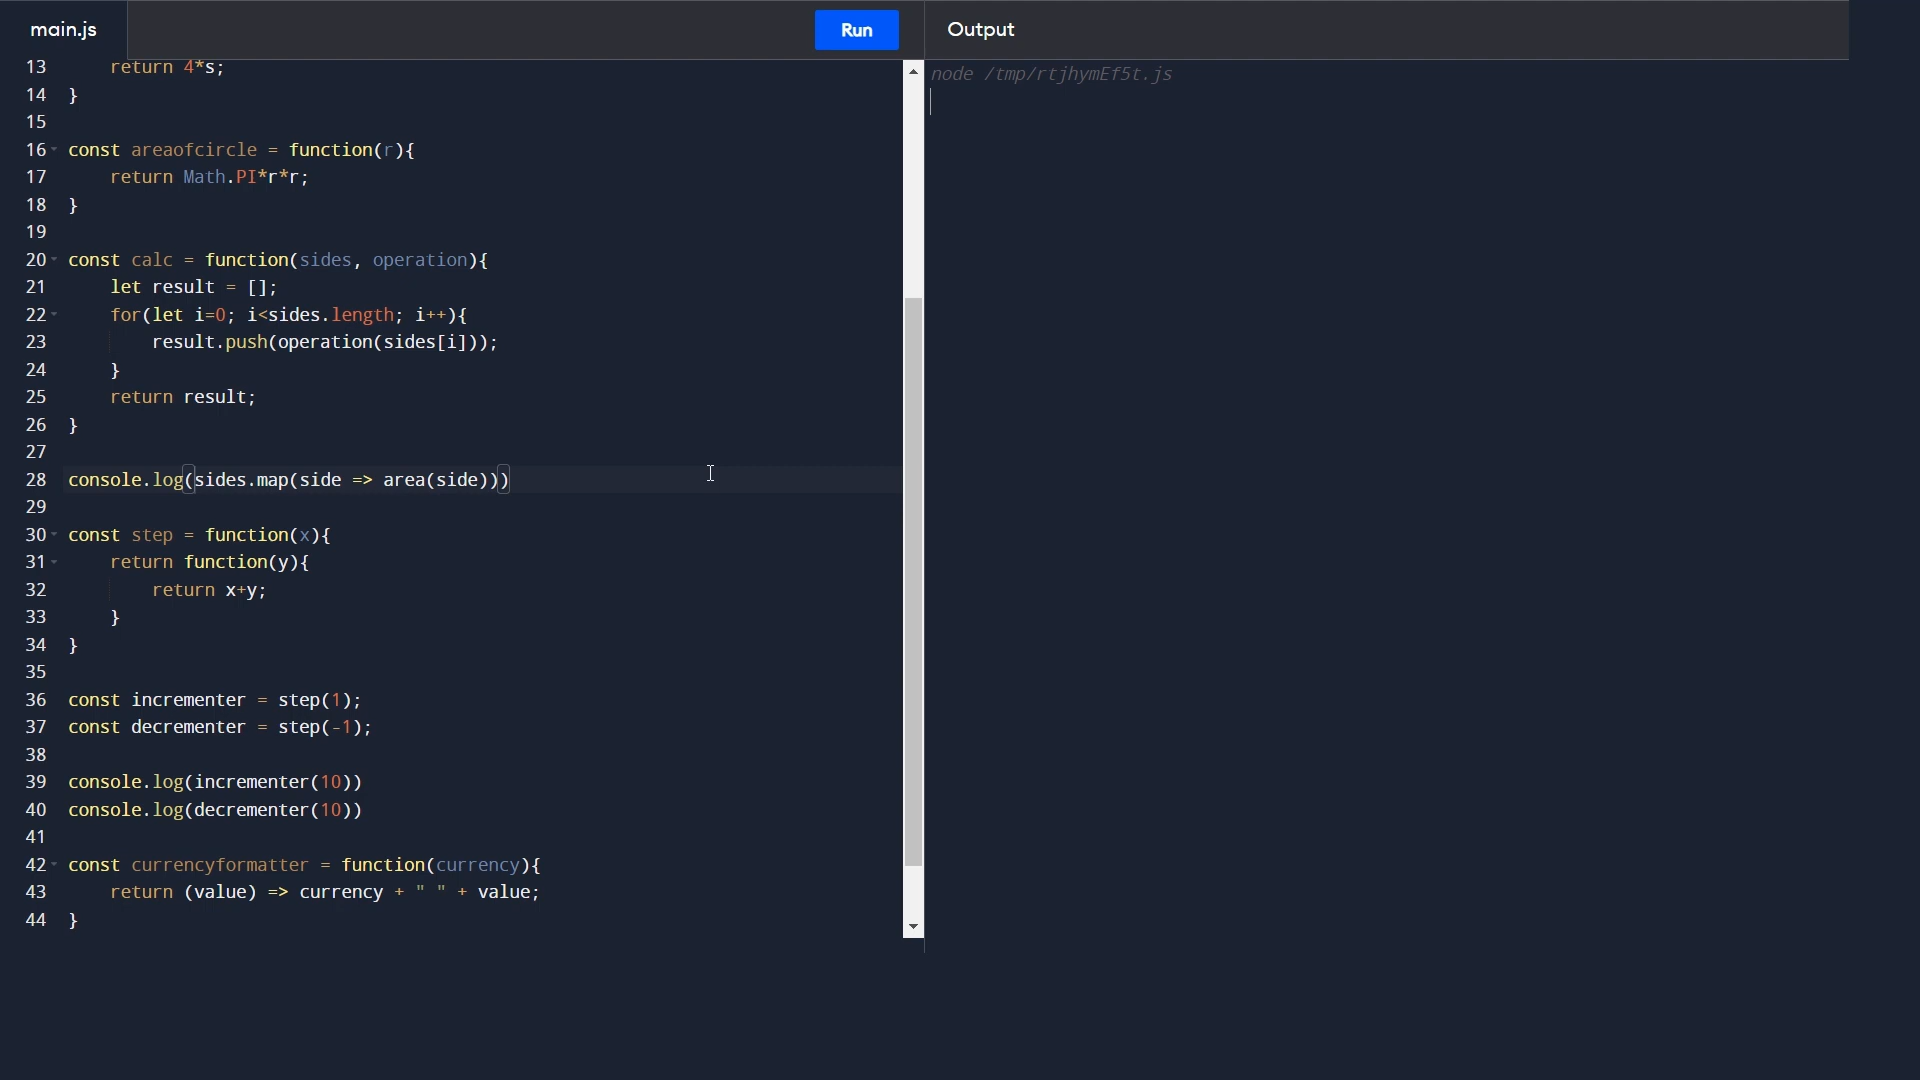 main.js
Run
Output
node /tmp/rtjhymEf5t.js
13     return 4*s;
14 }
15
16 const areaofcircle = function(r){
17     return Math.PI*r*r;
18 }
19
20 const calc = function(sides, operation){
21     let result = [];
22     for(let i=0; i<sides.length; i++){
23         result.push(operation(sides[i]));
24     }
25     return result;
26 }
27
28 console.log(sides.map(side => area(side)))
29
30 const step = function(x){
31     return function(y){
32         return x+y;
33     }
34 }
35
36 const incrementer = step(1);
37 const decrementer = step(-1);
38
39 console.log(incrementer(10))
40 console.log(decrementer(10))
41
42 const currencyformatter = function(currency){
43     return (value) => currency + " " + value;
44 }